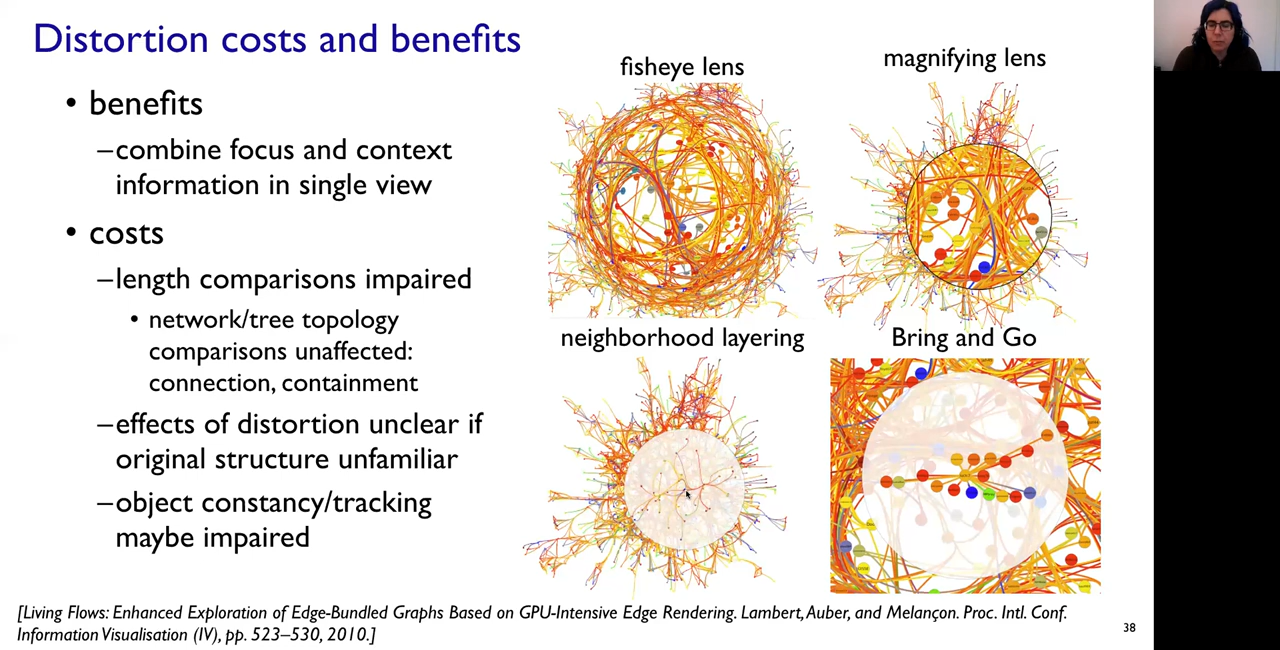 Distortion costs and benefits
• benefits
–combine focus and context
information in single view
• costs
–length comparisons impaired
• network/tree topology
comparisons unaffected:
connection, containment
–effects of distortion unclear if
original structure unfamiliar
–object constancy/tracking
maybe impaired
fisheye lens
magnifying lens
neighborhood layering
Bring and Go
[Living Flows: Enhanced Exploration of Edge-Bundled Graphs Based on GPU-Intensive Edge Rendering. Lambert, Auber, and Melançon. Proc. Intl. Conf.
Information Visualisation (IV), pp. 523–530, 2010.]
38